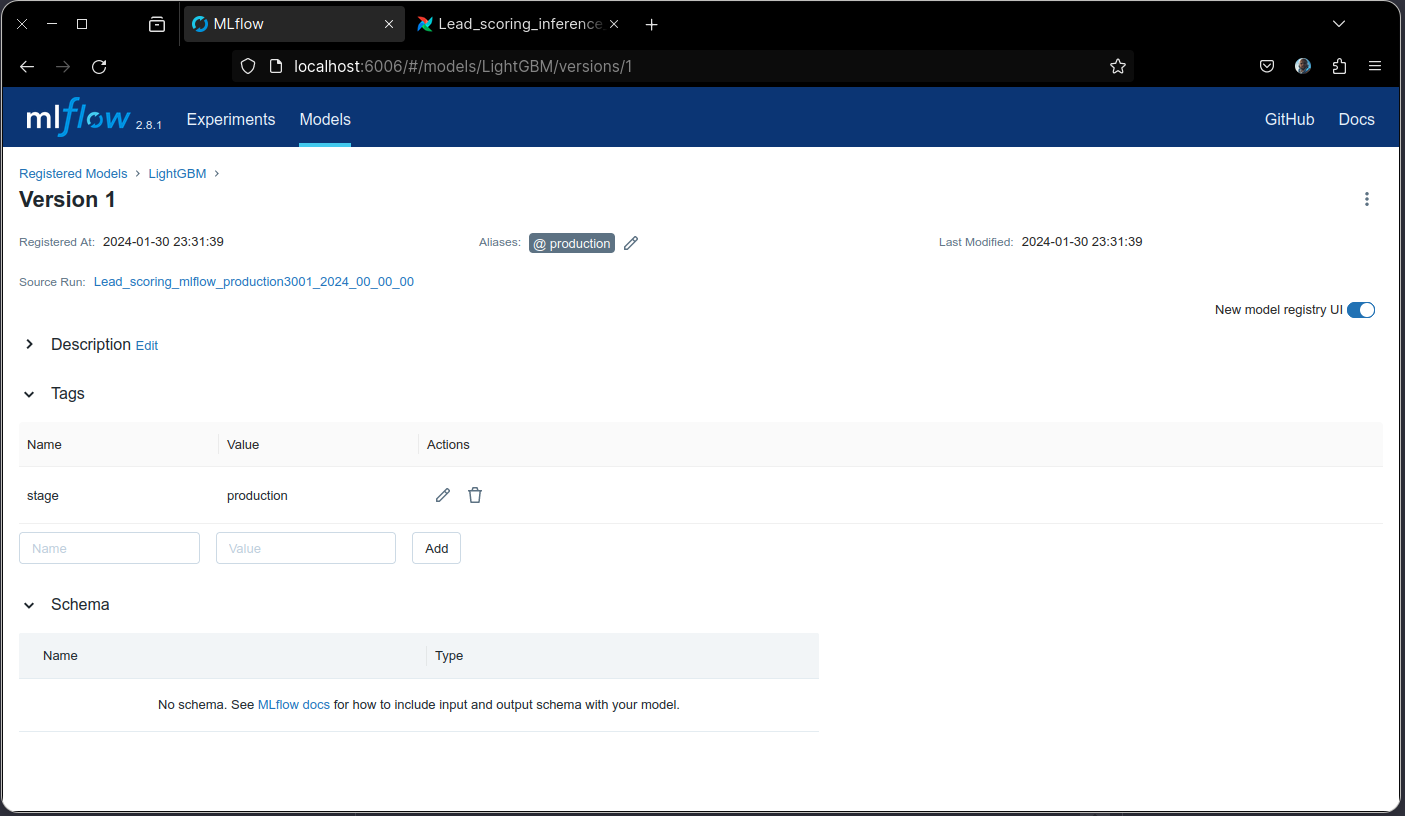 MLflow
Lead_scoring_inference
localhost:6006/#/models/LightGBM/versions/1
mlflow 2.8.1 Experiments Models GitHub Docs
Registered Models > LightGBM >
Version 1
Registered At: 2024-01-30 23:31:39 Aliases: @ production Last Modified: 2024-01-30 23:31:39
Source Run: Lead_scoring_mlflow_production3001_2024_00_00_00
New model registry UI
Description Edit
Tags
Name Value Actions
stage production
Name Value Add
Schema
Name Type
No schema. See MLflow docs for how to include input and output schema with your model.